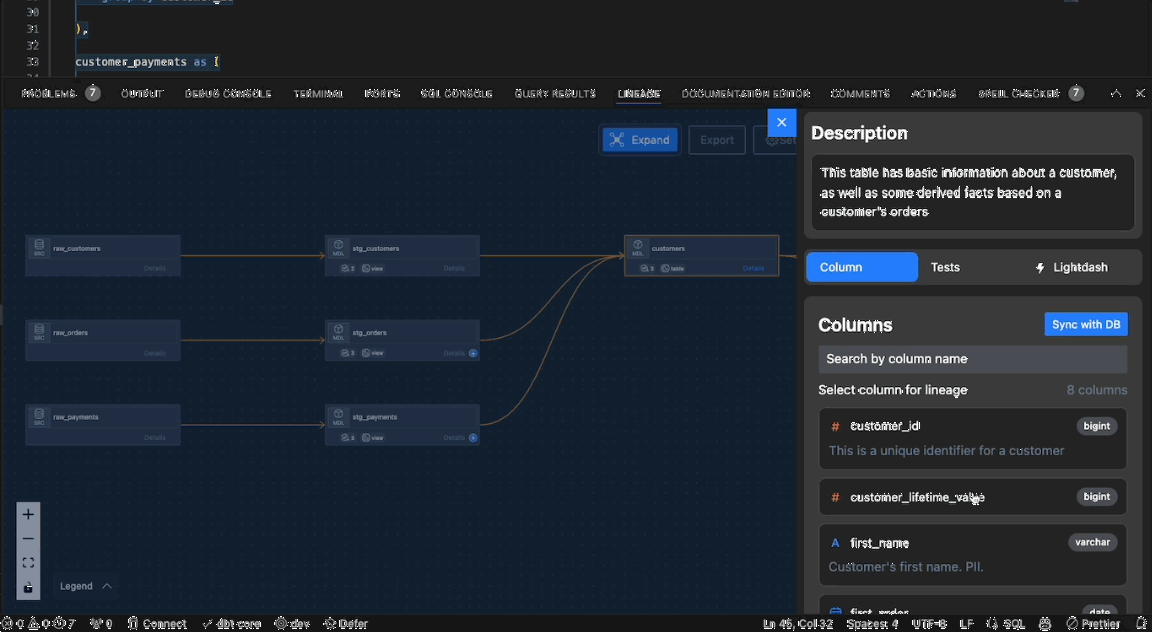 30
31 ),
32
33 customer_payments as (
PROBLEMS 7 OUTPUT DEBUG CONSOLE TERMINAL PORTS SQL CONSOLE QUERY RESULTS LINEAGE DOCUMENTATION EDITOR COMMENTS ACTIONS SPELL CHECKER 7
Expand
Export
Set
raw_customers
SRC
Details
stg_customers
MDL
2 view
Details
customers
MDL
3 table
Details
raw_orders
SRC
Details
stg_orders
MDL
3 view
Details
raw_payments
SRC
Details
stg_payments
MDL
3 view
Details
Legend
Description
This table has basic information about a customer,
as well as some derived facts based on a
customer's orders
Column Tests Lightdash
Columns
Sync with DB
Search by column name
Select column for lineage 8 columns
# customer_id bigint
This is a unique identifier for a customer
# customer_lifetime_value bigint
A first_name varchar
Customer's first name. PII.
first_order date
0 0 7 0 Connect dbt core dev Defer Ln 45, Col 32 Spaces: 4 UTF-8 LF SQL Prettier